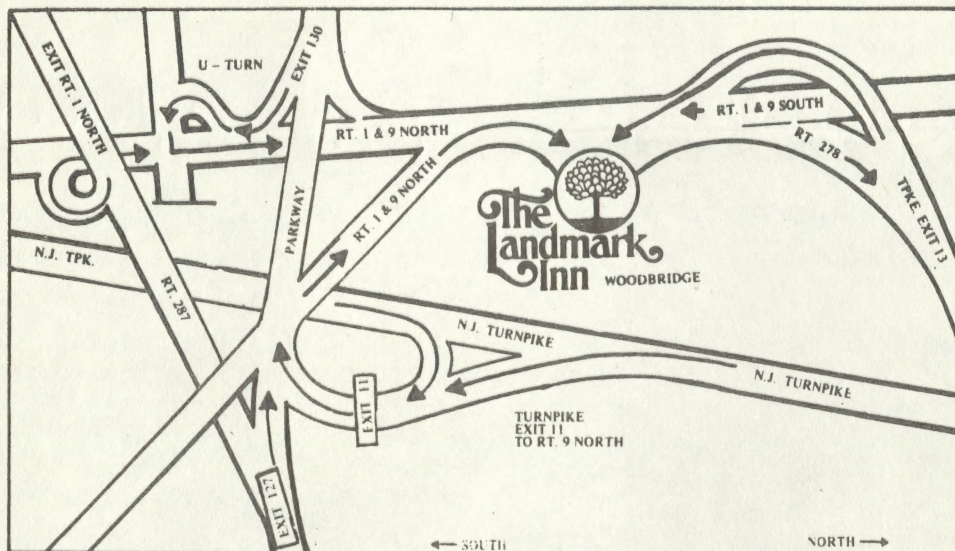 EXIT RT. 1 NORTH
U – TURN
EXIT 130
RT. 1 & 9 NORTH
RT. 1 & 9 SOUTH
RT. 278
TPKE. EXIT 13
PARKWAY
RT. 1 & 9 NORTH
The
Landmark
Inn
WOODBRIDGE
N.J. TPK.
RT. 287
N.J. TURNPIKE
N.J. TURNPIKE
EXIT 11
TURNPIKE
EXIT 11
TO RT. 9 NORTH
EXIT 127
← SOUTH
NORTH →